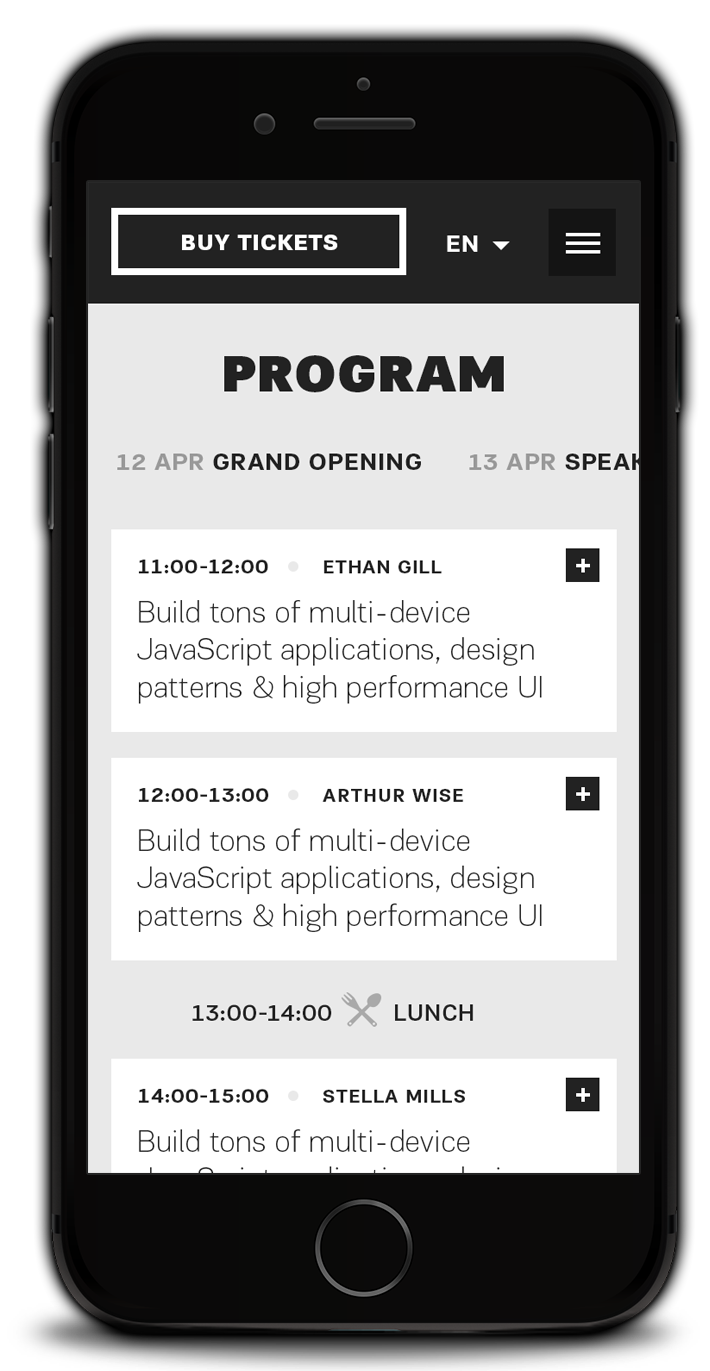 BUY TICKETS EN
PROGRAM
12 APR GRAND OPENING 13 APR
11:00-12:00 ETHAN GILL
Build tons of multi-device
JavaScript applications, design
patterns & high performance UI
12:00-13:00 ARTHUR WISE
Build tons of multi-device
JavaScript applications, design
patterns & high performance UI
13:00-14:00 LUNCH
14:00-15:00 STELLA MILLS
Build tons of multi-device